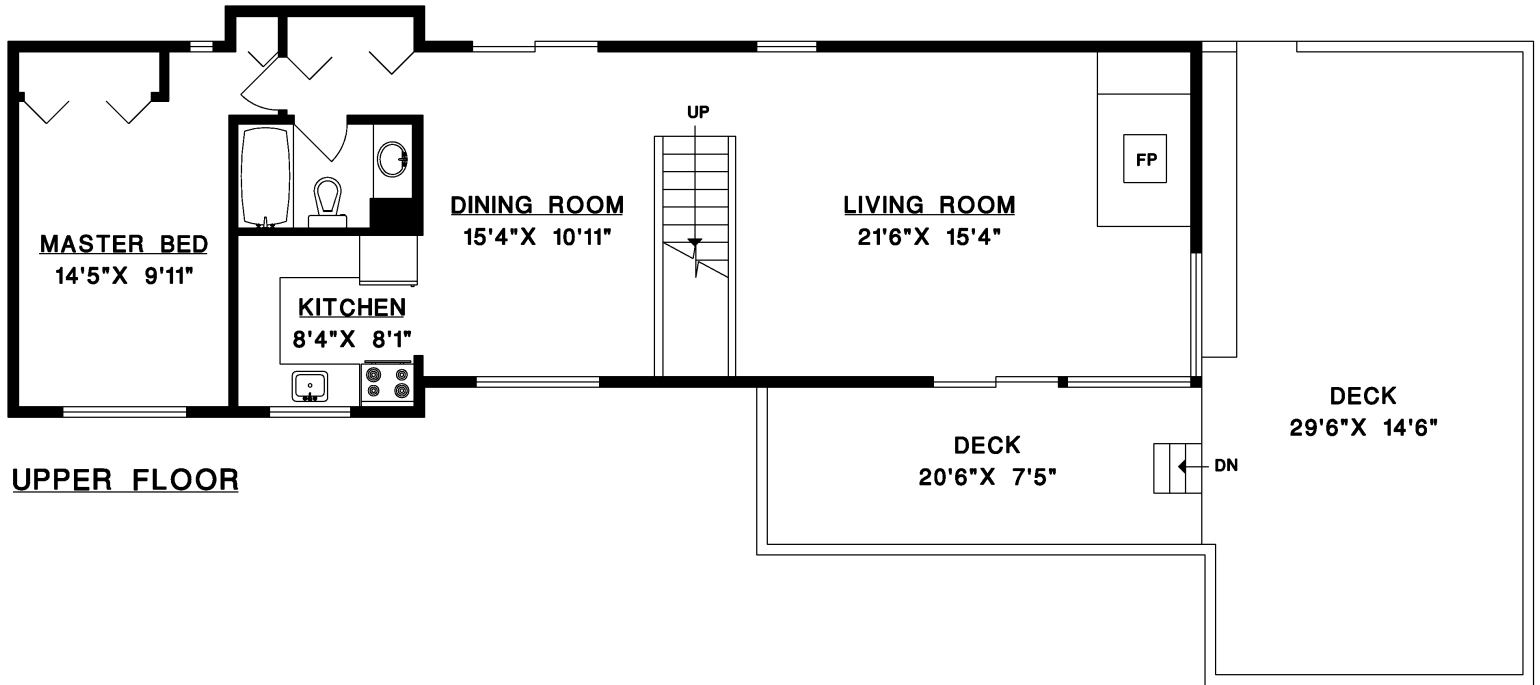 UP
FP
DINING ROOM
15'4"X 10'11"
LIVING ROOM
21'6"X 15'4"
MASTER BED
14'5"X 9'11"
KITCHEN
8'4"X 8'1"
DECK
29'6"X 14'6"
DECK
20'6"X 7'5"
DN
UPPER FLOOR